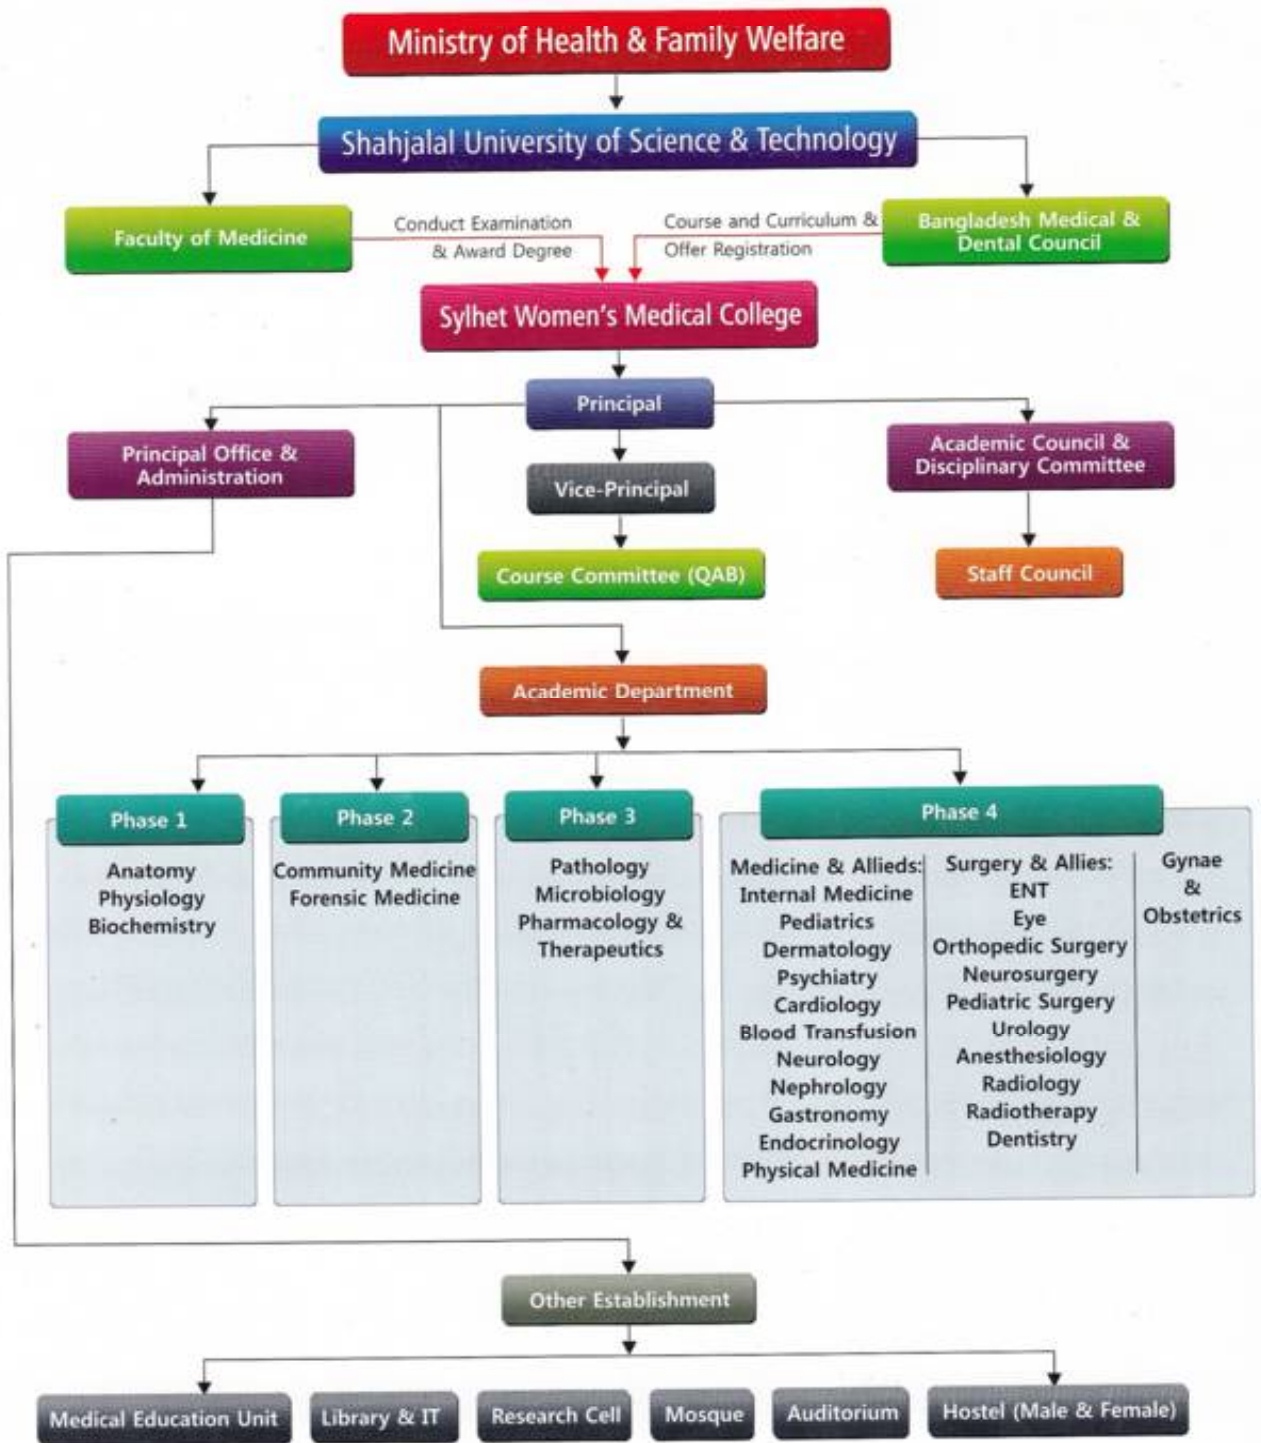 Ministry of Health & Family Welfare
Shahjalal University of Science & Technology
Faculty of Medicine
Conduct Examination
& Award Degree
Course and Curriculum &
Offer Registration
Bangladesh Medical &
Dental Council
Sylhet Women's Medical College
Principal
Principal Office &
Administration
Vice-Principal
Academic Council &
Disciplinary Committee
Course Committee (QAB)
Staff Council
Academic Department
Phase 1
Anatomy
Physiology
Biochemistry
Phase 2
Community Medicine
Forensic Medicine
Phase 3
Pathology
Microbiology
Pharmacology &
Therapeutics
Phase 4
Medicine & Allieds:
Internal Medicine
Pediatrics
Dermatology
Psychiatry
Cardiology
Blood Transfusion
Neurology
Nephrology
Gastronomy
Endocrinology
Physical Medicine
Surgery & Allies:
ENT
Eye
Orthopedic Surgery
Neurosurgery
Pediatric Surgery
Urology
Anesthesiology
Radiology
Radiotherapy
Dentistry
Gynae
&
Obstetrics
Other Establishment
Medical Education Unit
Library & IT
Research Cell
Mosque
Auditorium
Hostel (Male & Female)